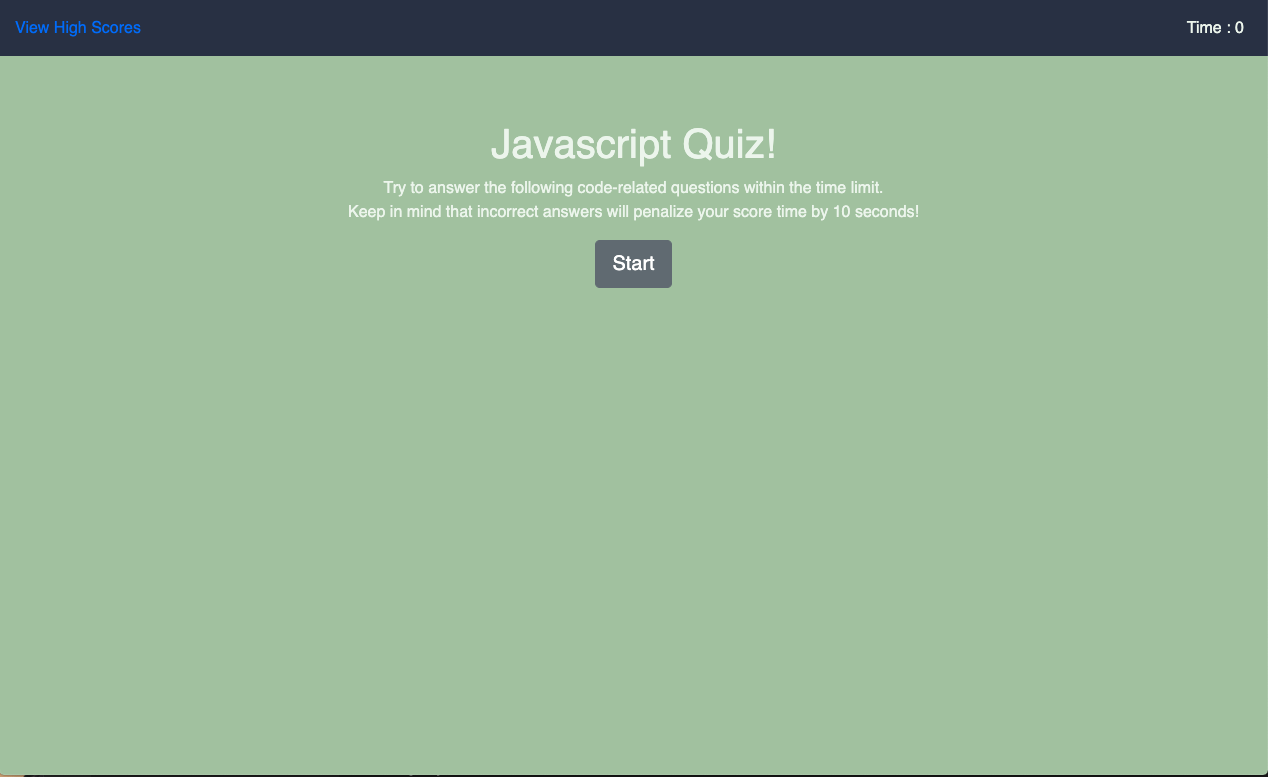 View High Scores
Time : 0
Javascript Quiz!
Try to answer the following code-related questions within the time limit.
Keep in mind that incorrect answers will penalize your score time by 10 seconds!
Start